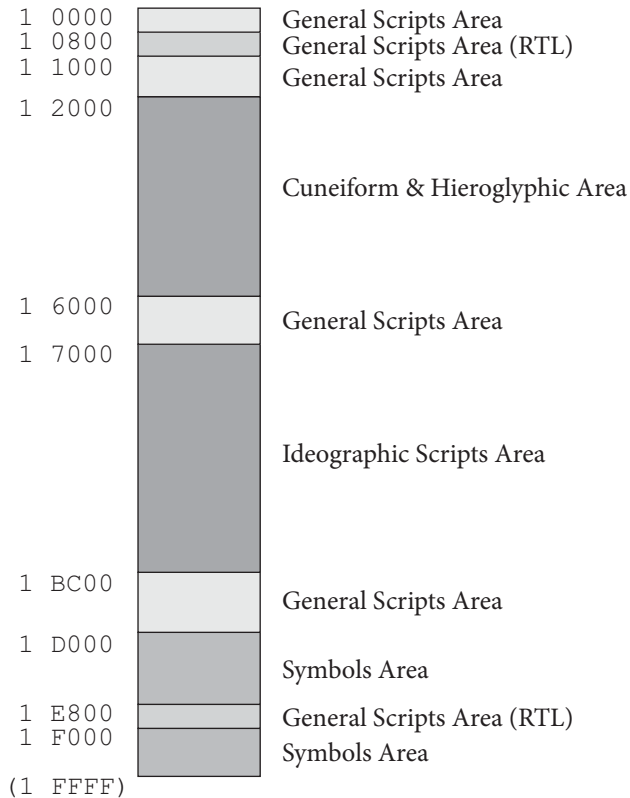 1 0000 General Scripts Area
1 0800 General Scripts Area (RTL)
1 1000 General Scripts Area
1 2000
Cuneiform & Hieroglyphic Area
1 6000 General Scripts Area
1 7000
Ideographic Scripts Area
1 BC00 General Scripts Area
1 D000
Symbols Area
1 E800 General Scripts Area (RTL)
1 F000 Symbols Area
(1 FFFF)